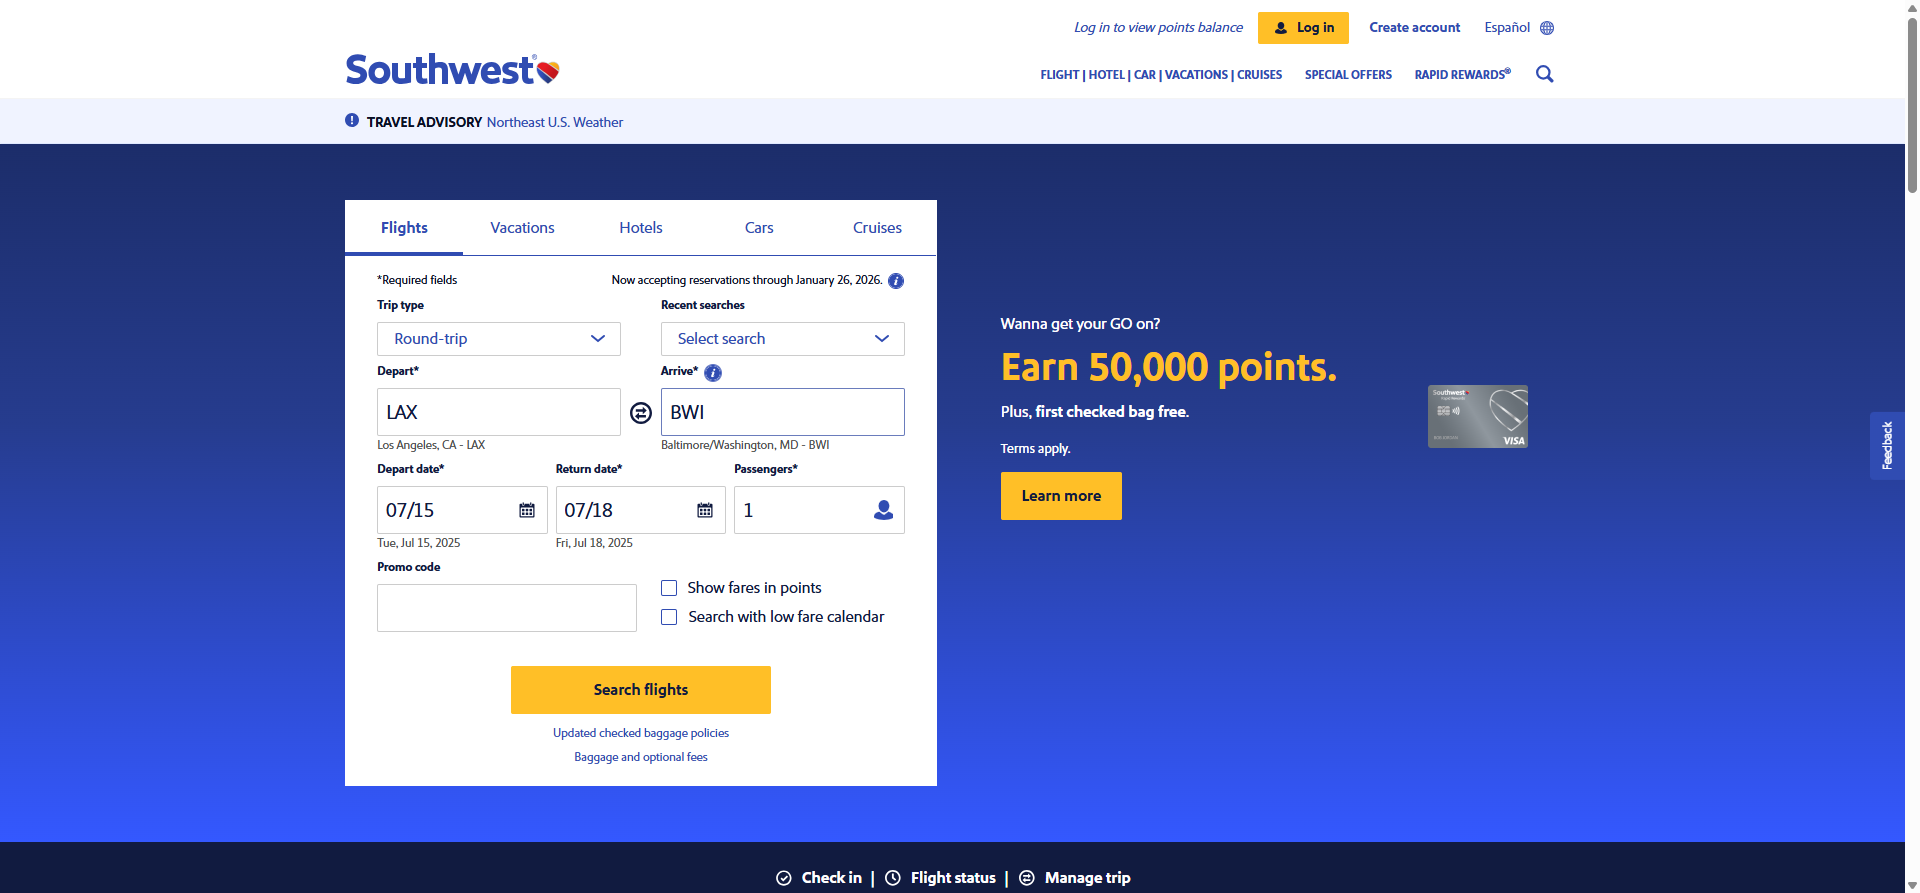 Log in to view points balance
Log in
Create account
Español
Southwest®
FLIGHT | HOTEL | CAR | VACATIONS | CRUISES
SPECIAL OFFERS
RAPID REWARDS®
TRAVEL ADVISORY Northeast U.S. Weather
Flights
Vacations
Hotels
Cars
Cruises
*Required fields
Now accepting reservations through January 26, 2026.
Trip type
Recent searches
Round-trip
Select search
Depart*
Arrive*
LAX
BWI
Los Angeles, CA - LAX
Baltimore/Washington, MD - BWI
Depart date*
Return date*
Passengers*
07/15
07/18
1
Tue, Jul 15, 2025
Fri, Jul 18, 2025
Promo code
Show fares in points
Search with low fare calendar
Search flights
Updated checked baggage policies
Baggage and optional fees
Wanna get your GO on?
Earn 50,000 points.
Plus, first checked bag free.
Terms apply.
Learn more
Southwest
VISA
Feedback
Check in | Flight status | Manage trip